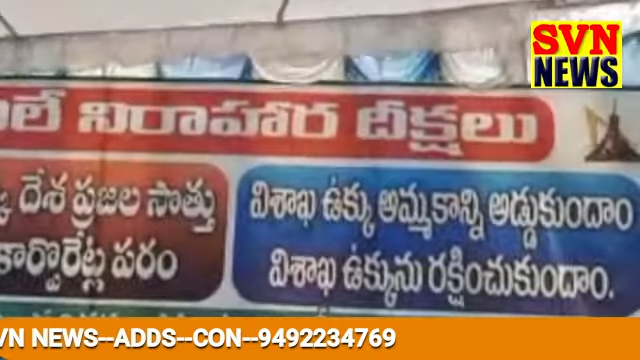 SVN
NEWS
నిరాహార దీక్షలు
దేశ ప్రజల సొత్తు
కార్పొరేట్ల పరం
విశాఖ ఉక్కు అమ్మకాన్ని అడ్డుకుందాం
విశాఖ ఉక్కును రక్షించుకుందాం.
VN NEWS--ADDS--CON--9492234769